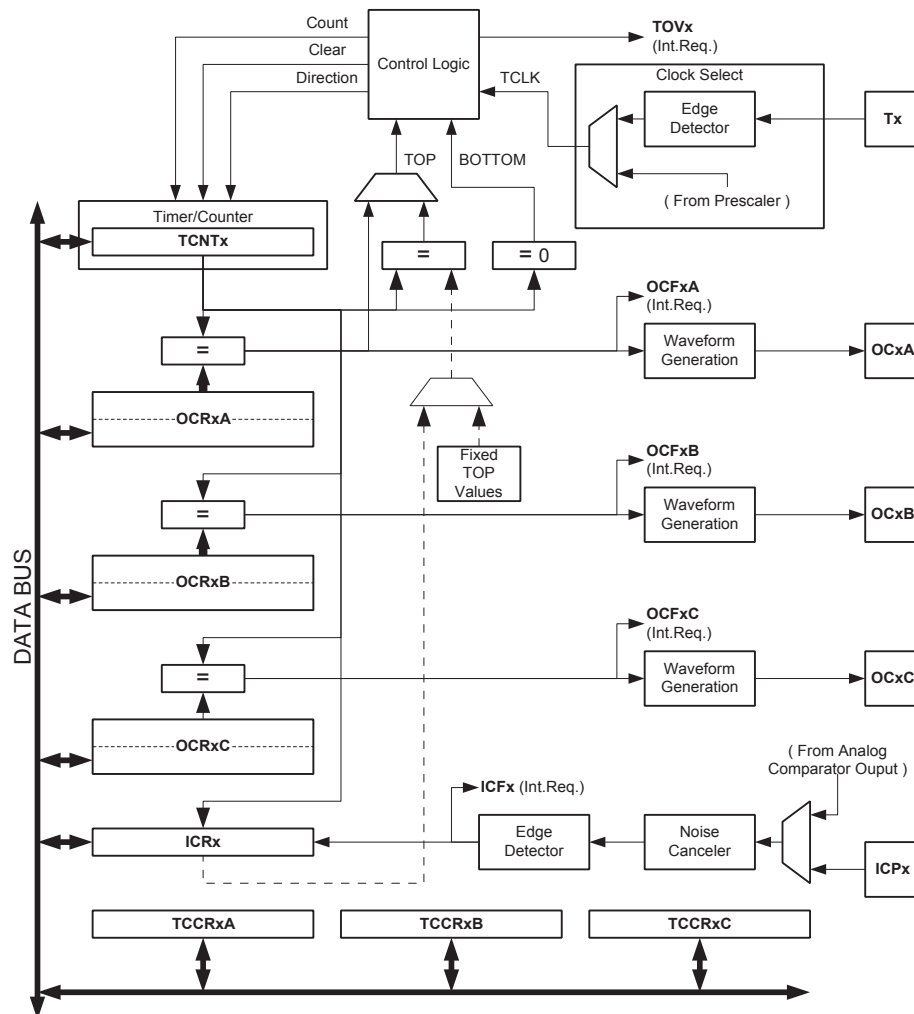 Count
Clear
Direction
Control Logic
TOVx
(Int.Req.)
TCLK
Clock Select
Edge
Detector
Tx
( From Prescaler )
TOP
BOTTOM
Timer/Counter
TCNTx
=
= 0
OCFxA
(Int.Req.)
=
Waveform
Generation
OCxA
OCRxA
Fixed
TOP
Values
OCFxB
(Int.Req.)
=
Waveform
Generation
OCxB
OCRxB
DATA BUS
OCFxC
(Int.Req.)
=
Waveform
Generation
OCxC
OCRxC
( From Analog
Comparator Ouput )
ICFx (Int.Req.)
ICRx
Edge
Detector
Noise
Canceler
ICPx
TCCRxA
TCCRxB
TCCRxC